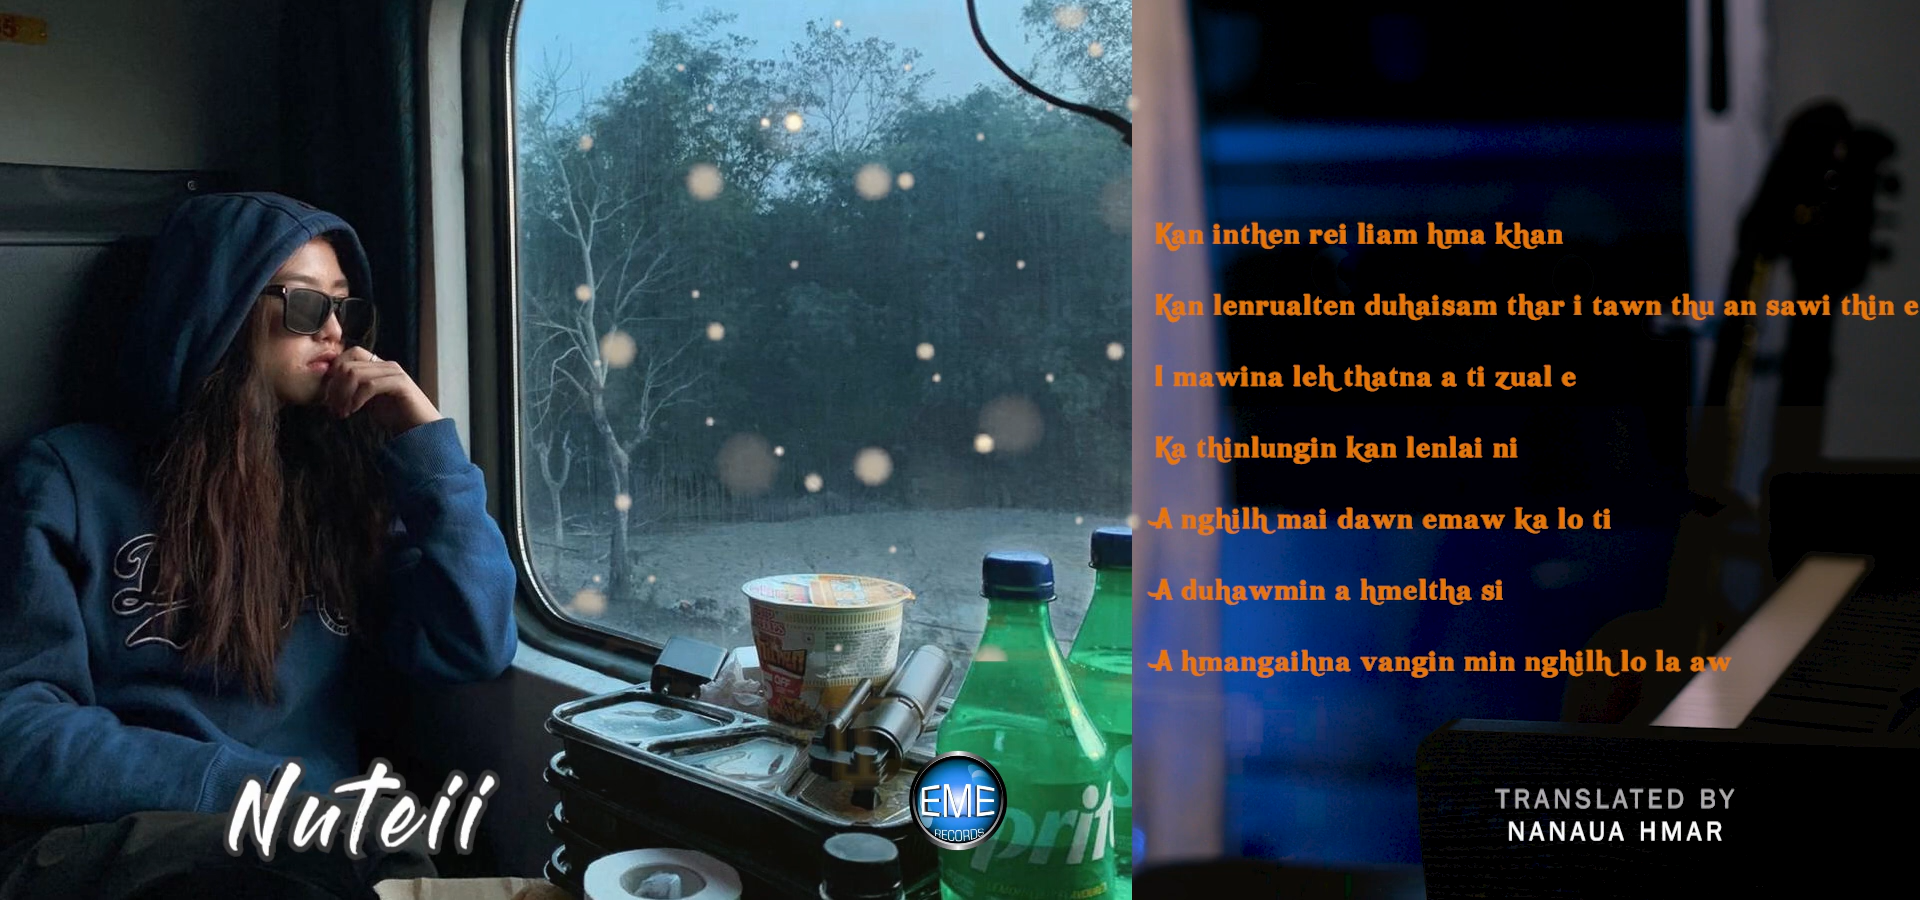 Kan inthen rei liam hma khan
Kan lenrualten duhaisam thar i tawn thu an sawi thin e
I mawina leh thatna a ti zual e
Ka thinlungin kan lenlai ni
A nghilh mai dawn emaw ka lo ti
A duhawmin a hmeltha si
A hmangaihna vangin min nghilh lo la aw
Nuteii
EME
RECORDS
TRANSLATED BY
NANAUA HMAR